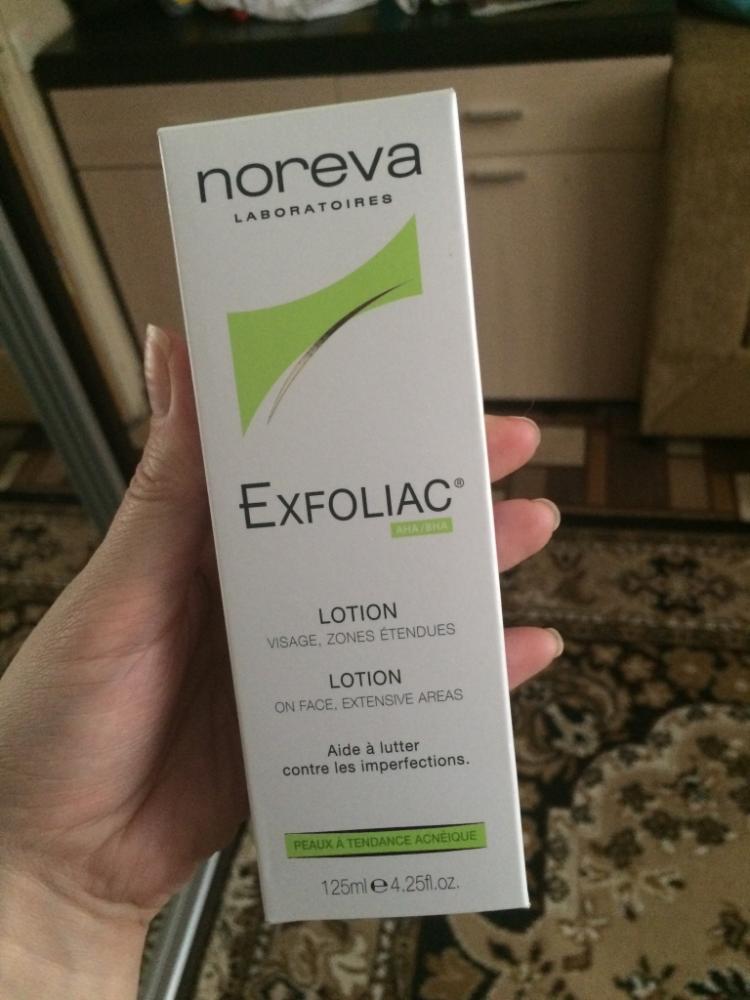 noreva
LABORATOIRES
EXFOLIAC®
AHA/BHA
LOTION
VISAGE, ZONES ÉTENDUES
LOTION
ON FACE, EXTENSIVE AREAS
Aide à lutter
contre les imperfections.
PEAUX À TENDANCE ACNÉIQUE
125ml e 4.25fl.oz.